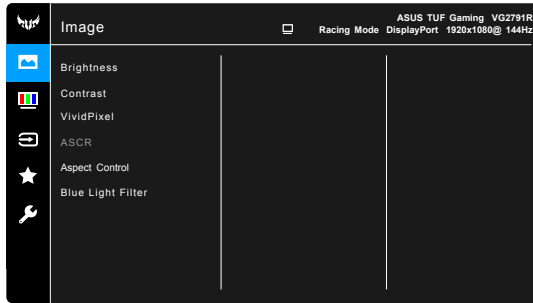 ASUS TUF Gaming VG2791R
Image
Racing Mode DisplayPort 1920x1080@ 144Hz
Brightness
Contrast
VividPixel
ASCR
Aspect Control
Blue Light Filter